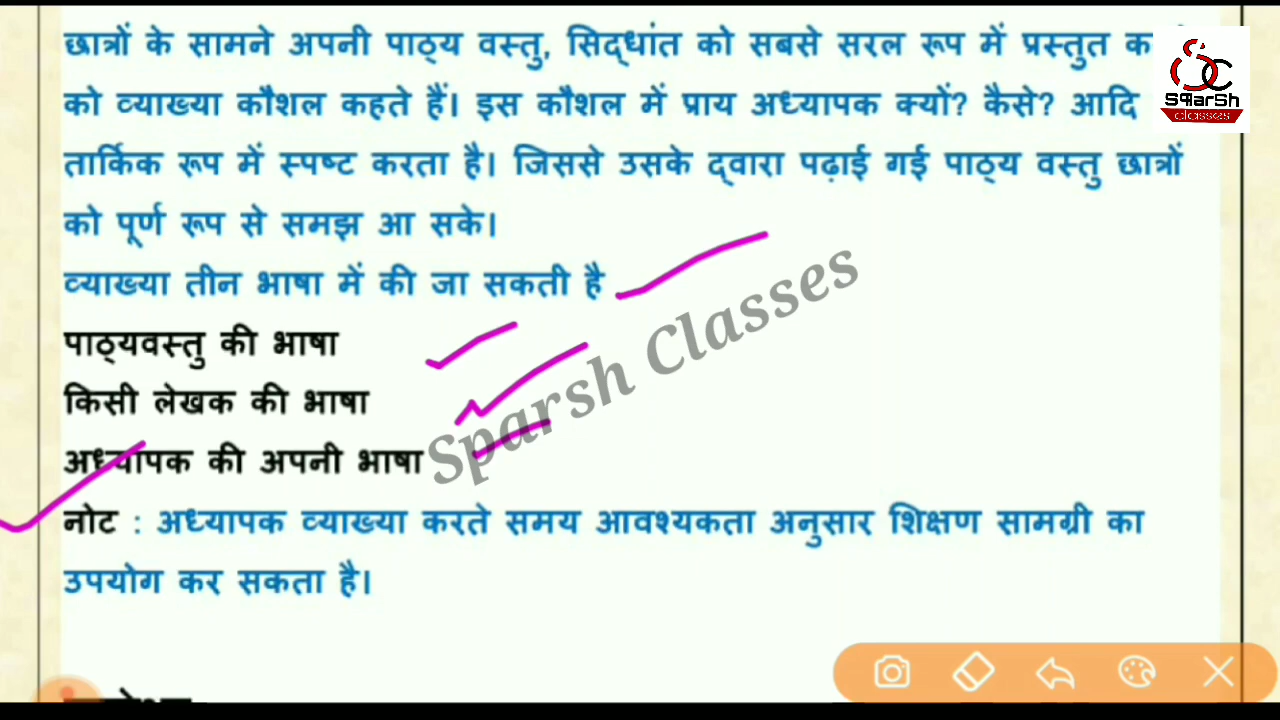 छात्रों के सामने अपनी पाठ्य वस्तु, सिद्धांत को सबसे सरल रूप में प्रस्तुत
को व्याख्या कौशल कहते हैं। इस कौशल में प्राय अध्यापक क्यों? कैसे? आदि
तार्किक रूप में स्पष्ट करता है। जिससे उसके द्वारा पढ़ाई गई पाठ्य वस्तु छात्रों
को पूर्ण रूप से समझ आ सके।
व्याख्या तीन भाषा में की जा सकती है
पाठ्यवस्तु की भाषा
किसी लेखक की भाषा
अध्यापक की अपनी भाषा
नोट : अध्यापक व्याख्या करते समय आवश्यकता अनुसार शिक्षण सामग्री का
उपयोग कर सकता है।
Sparsh Classes
SparSh
classes